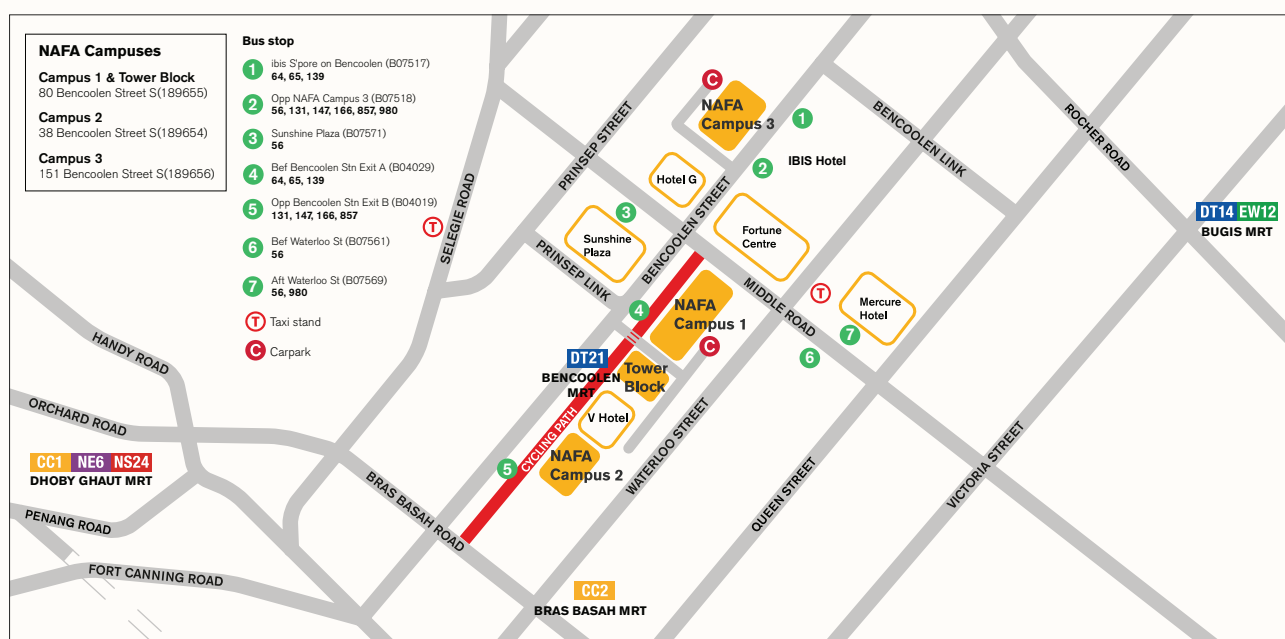 NAFA Campuses
Campus 1 & Tower Block
80 Bencoolen Street S(189655)
Campus 2
38 Bencoolen Street S(189654)
Campus 3
151 Bencoolen Street S(189656)
Bus stop
1
ibis S'pore on Bencoolen (B07517)
64, 65, 139
2
Opp NAFA Campus 3 (B07518)
56, 131, 147, 166, 857, 980
3
Sunshine Plaza (B07571)
56
4
Bef Bencoolen Stn Exit A (B04029)
64, 65, 139
5
Opp Bencoolen Stn Exit B (B04019)
131, 147, 166, 857
6
Bef Waterloo St (B07561)
56
7
Aft Waterloo St (B07569)
56, 980
T Taxi stand
C Carpark
C
NAFA
Campus 3
1
2
IBIS Hotel
BENCOOLEN LINK
ROCHER ROAD
PRINSEP STREET
SELEGIE ROAD
T
Hotel G
3
Sunshine
Plaza
BENCOOLEN STREET
Fortune
Centre
DT14 EW12
BUGIS MRT
PRINSEP LINK
MIDDLE ROAD
T
Mercure
Hotel
7
6
4
NAFA
Campus 1
C
DT21
BENCOOLEN
MRT
Tower
Block
V Hotel
CYCLING PATH
5
NAFA
Campus 2
WATERLOO STREET
QUEEN STREET
VICTORIA STREET
HANDY ROAD
ORCHARD ROAD
CC1 NE6 NS24
DHOBY GHAUT MRT
PENANG ROAD
BRAS BASAH ROAD
FORT CANNING ROAD
CC2
BRAS BASAH MRT